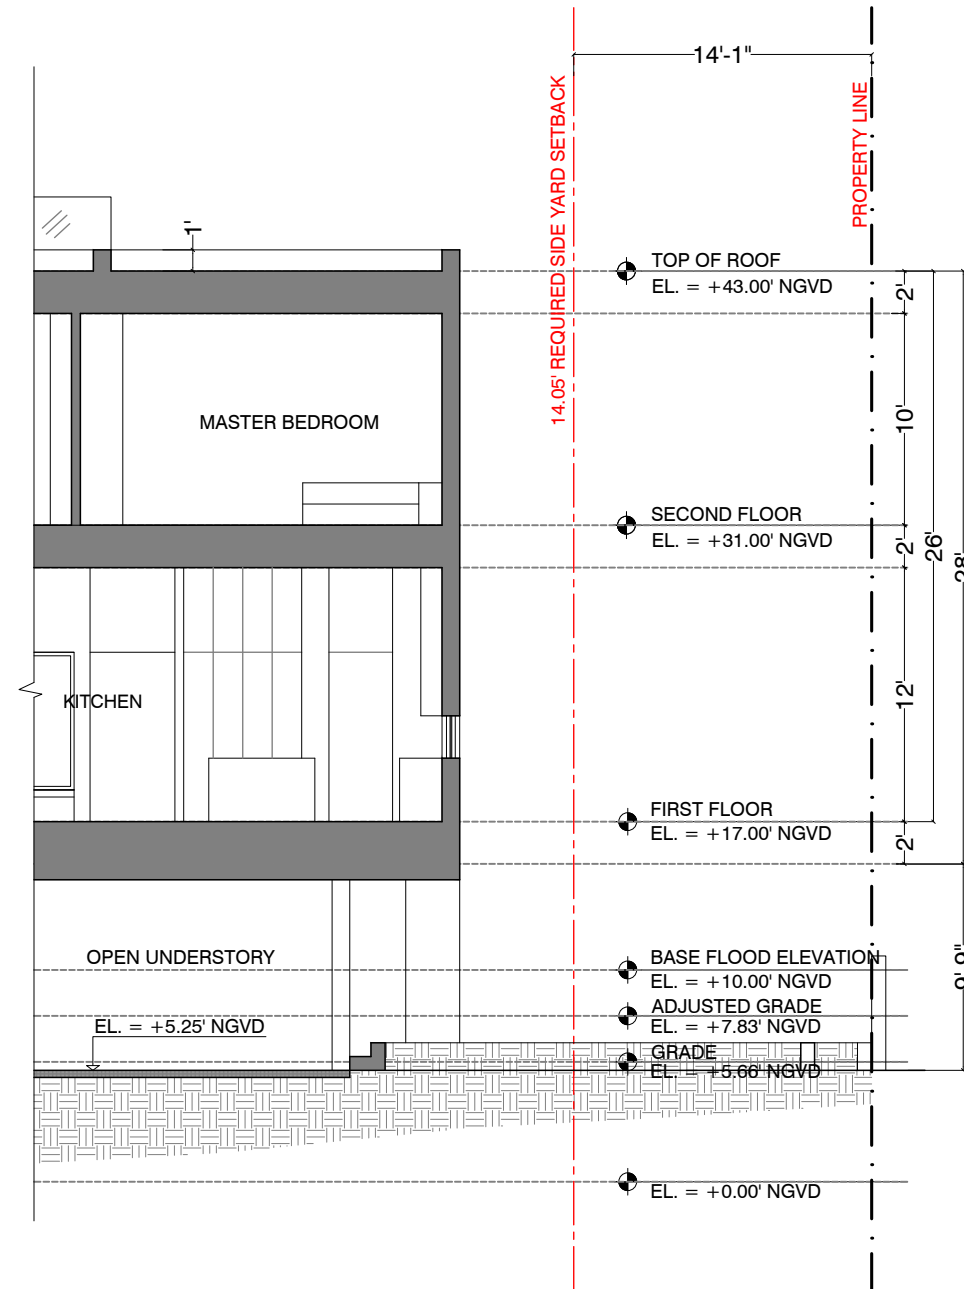 14'-1"
14.05' REQUIRED SIDE YARD SETBACK
PROPERTY LINE
1'
TOP OF ROOF
EL. = +43.00' NGVD
2'
MASTER BEDROOM
10'
SECOND FLOOR
EL. = +31.00' NGVD
2'
26'
28'
KITCHEN
12'
FIRST FLOOR
EL. = +17.00' NGVD
2'
OPEN UNDERSTORY
BASE FLOOD ELEVATION
EL. = +10.00' NGVD
ADJUSTED GRADE
EL. = +7.83' NGVD
EL. = +5.25' NGVD
GRADE
EL. = +5.66' NGVD
EL. = +0.00' NGVD